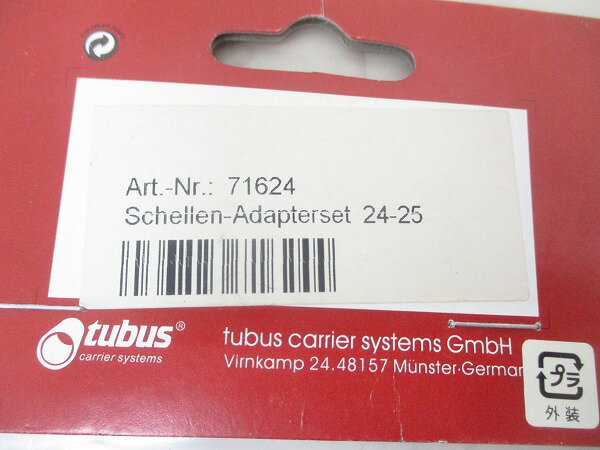 Art.-Nr.: 71624
Schellen-Adapterset 24-25
tubus®
carrier systems
tubus carrier systems GmbH
Virnkamp 24.48157 Münster·German
プラ
外装